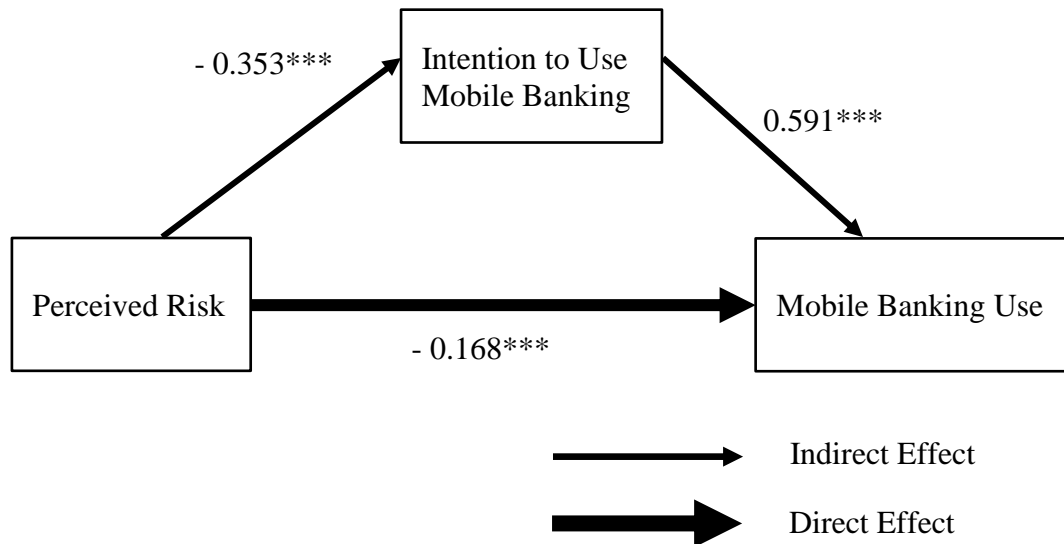 Intention to Use
Mobile Banking
- 0.353***
0.591***
Perceived Risk
Mobile Banking Use
- 0.168***
Indirect Effect
Direct Effect